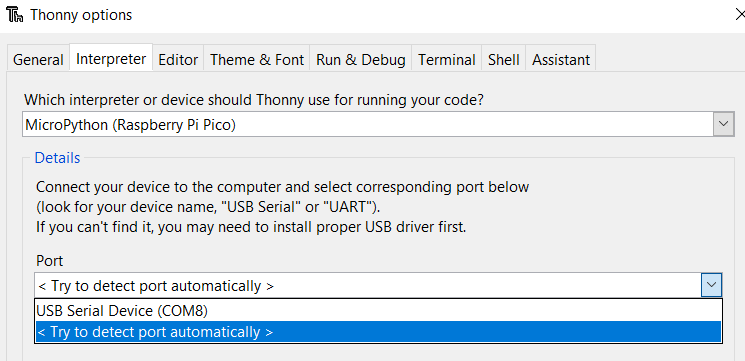 Thonny options
General Interpreter Editor Theme & Font Run & Debug Terminal Shell Assistant
Which interpreter or device should Thonny use for running your code?
MicroPython (Raspberry Pi Pico)
Details
Connect your device to the computer and select corresponding port below
(look for your device name, "USB Serial" or "UART").
If you can't find it, you may need to install proper USB driver first.
Port
< Try to detect port automatically >
USB Serial Device (COM8)
< Try to detect port automatically >